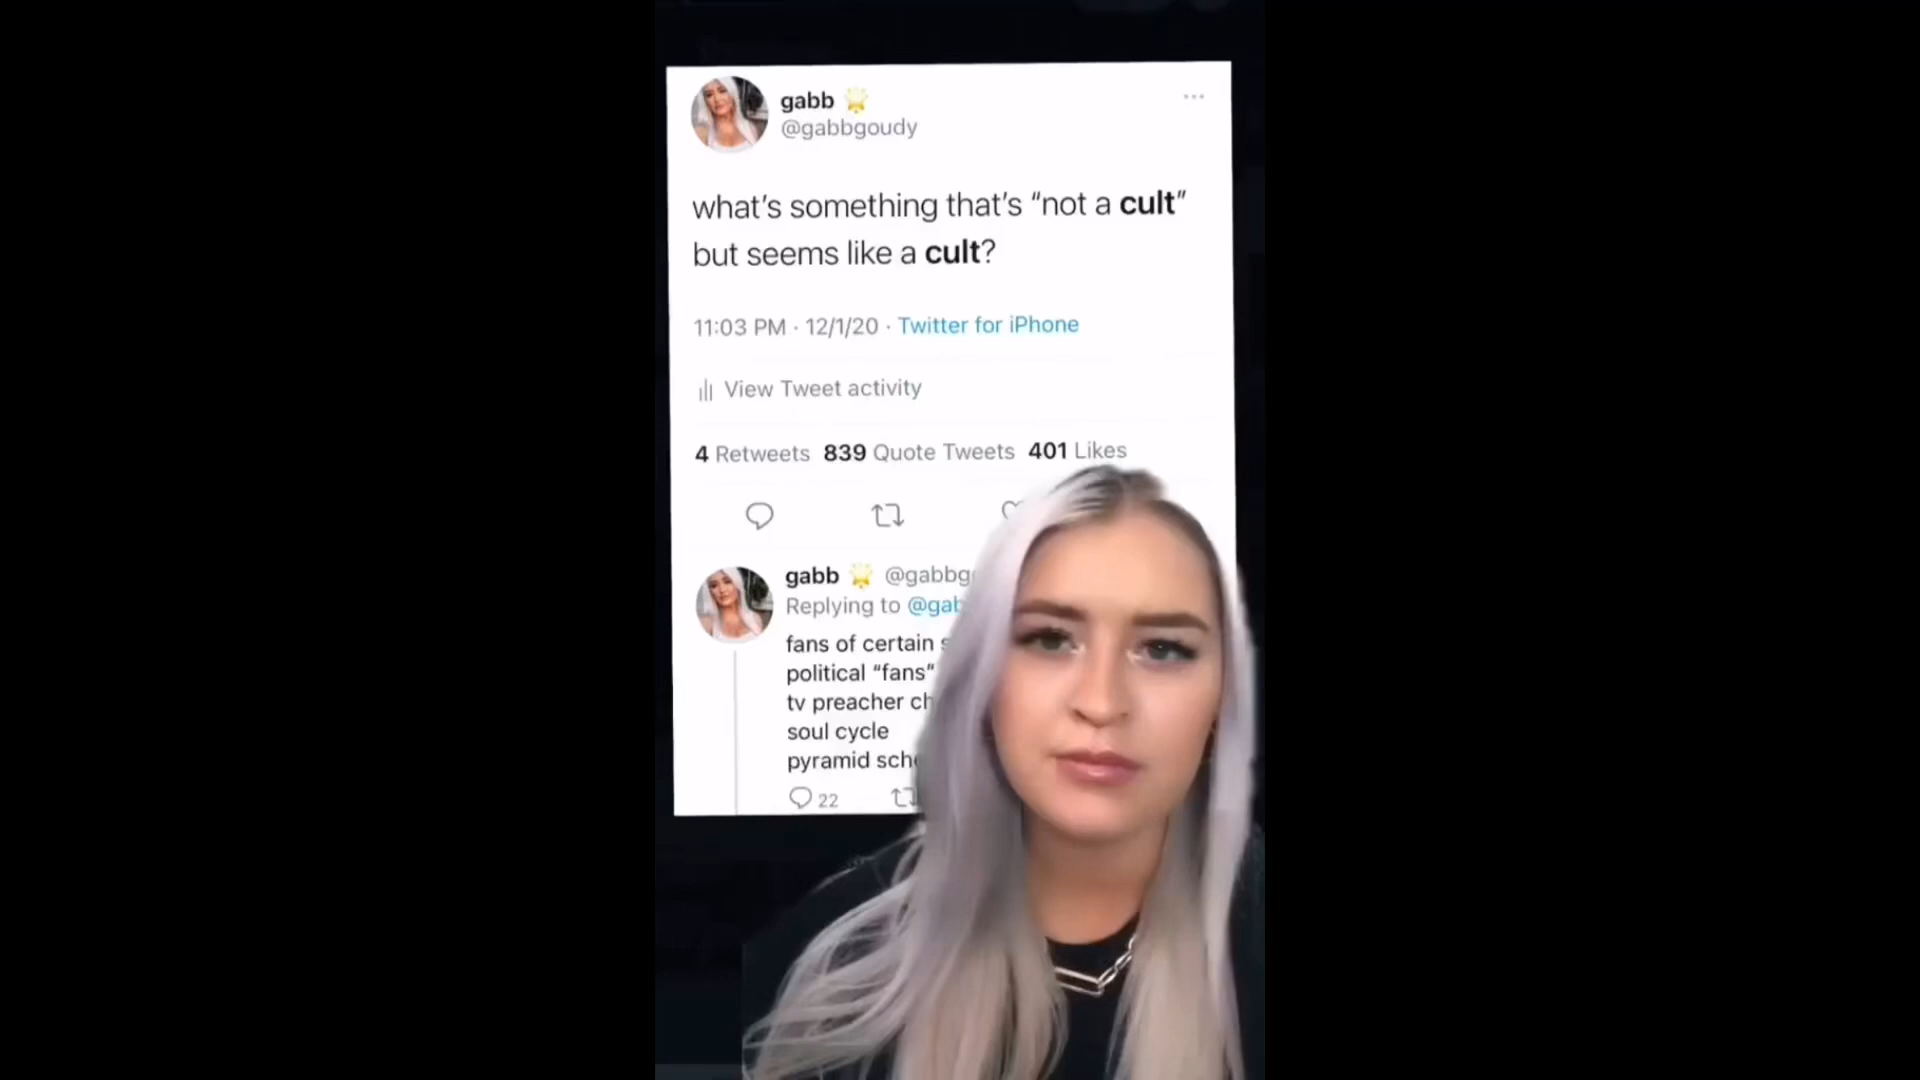 gabb
@gabbgoudy
what's something that's “not a cult”
but seems like a cult?
11:03 PM · 12/1/20 · Twitter for iPhone
View Tweet activity
4 Retweets 839 Quote Tweets 401 Likes
gabb @gabbg
Replying to @gab
fans of certain
political “fans”
tv preacher
soul cycle
pyramid
22